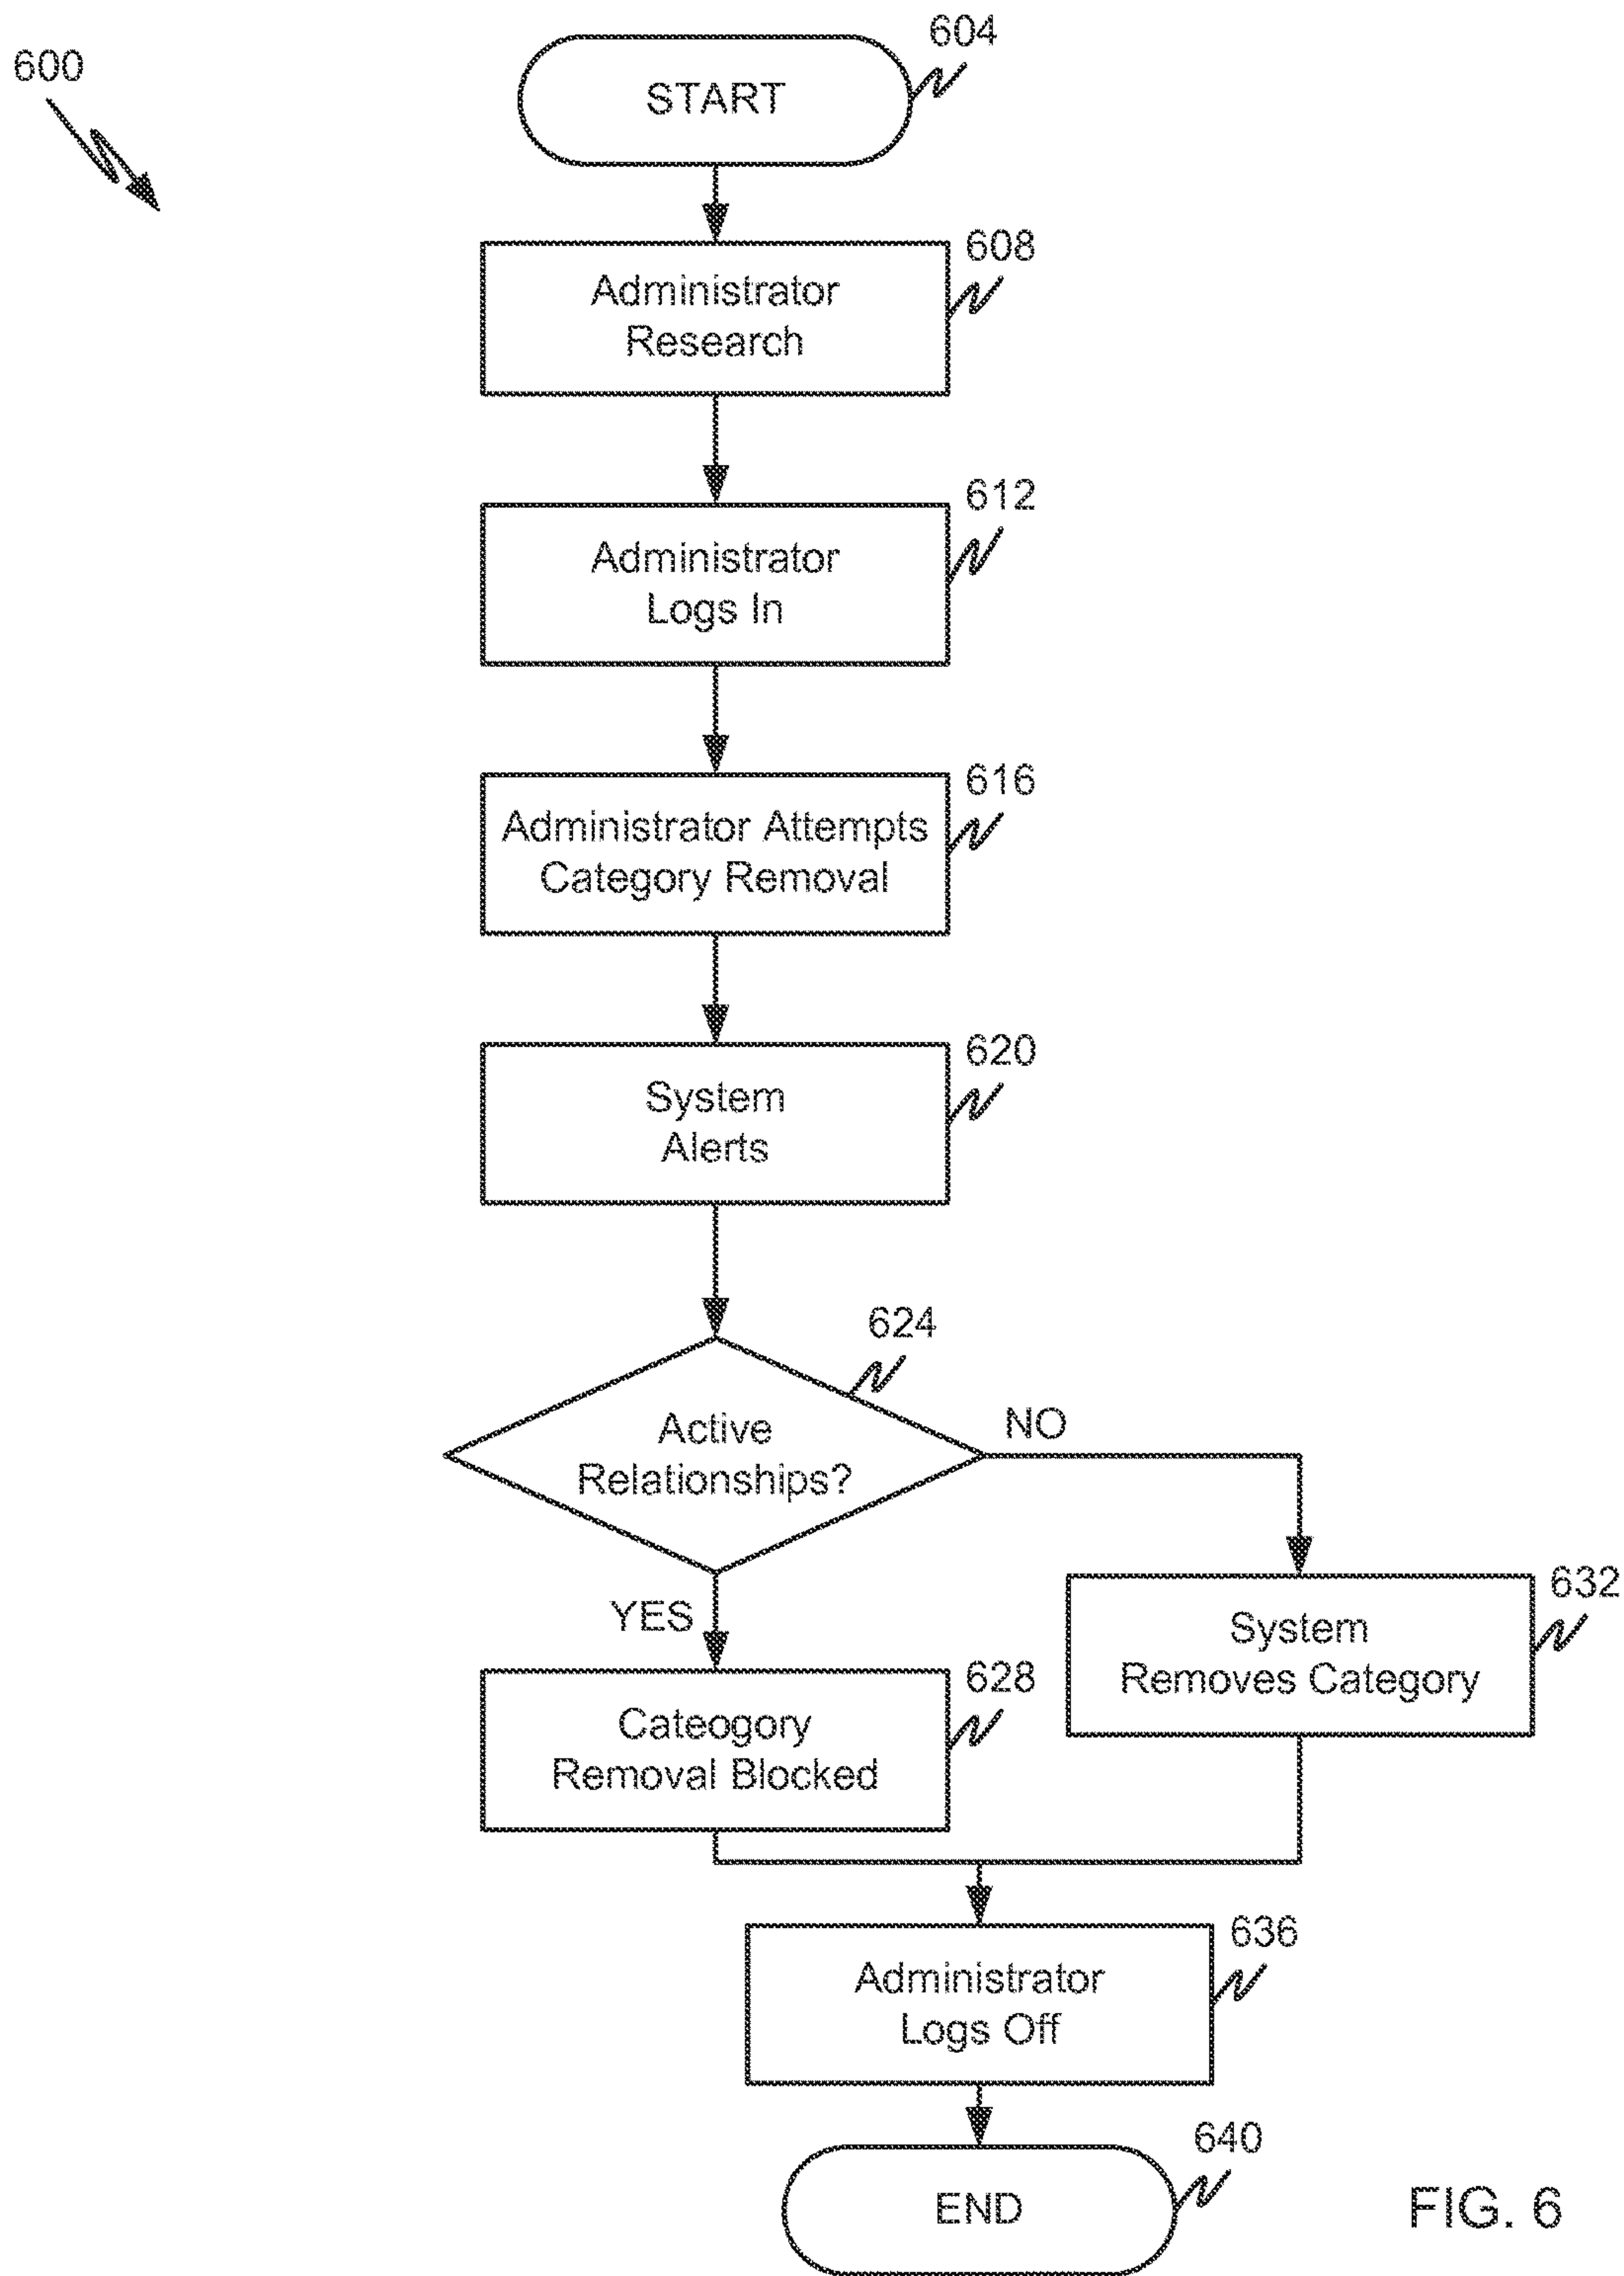 600
604
START
608
Administrator
Research
612
Administrator
Logs In
616
Administrator Attempts
Category Removal
620
System
Alerts
624
Active
Relationships?
NO
YES
632
System
Removes Category
628
Cateogory
Removal Blocked
636
Administrator
Logs Off
640
END
FIG. 6